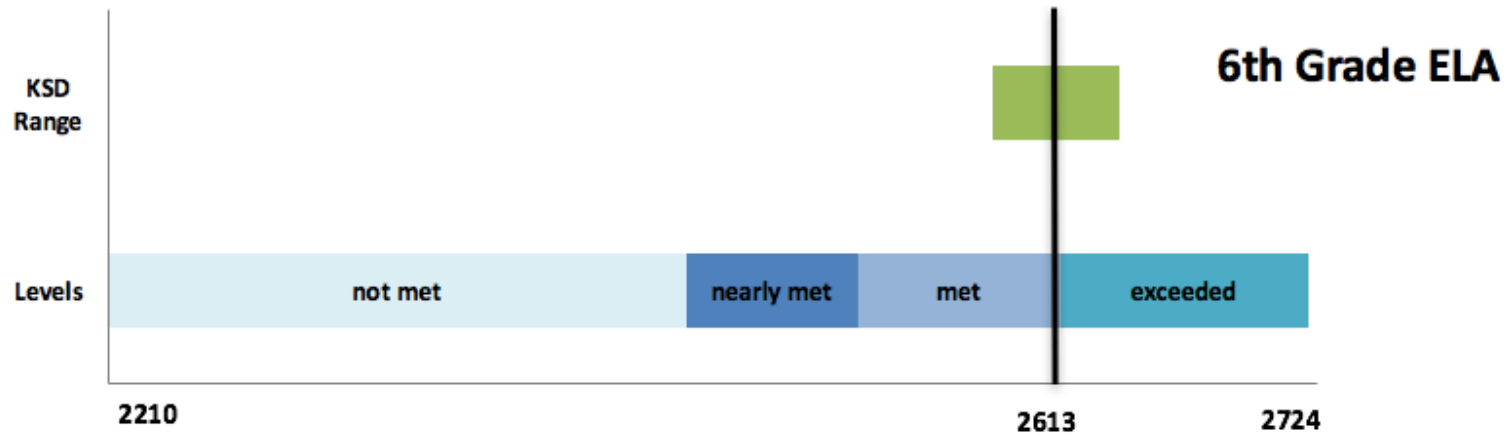 6th Grade ELA
KSD
Range
Levels
not met
nearly met
met
exceeded
2210
2613
2724